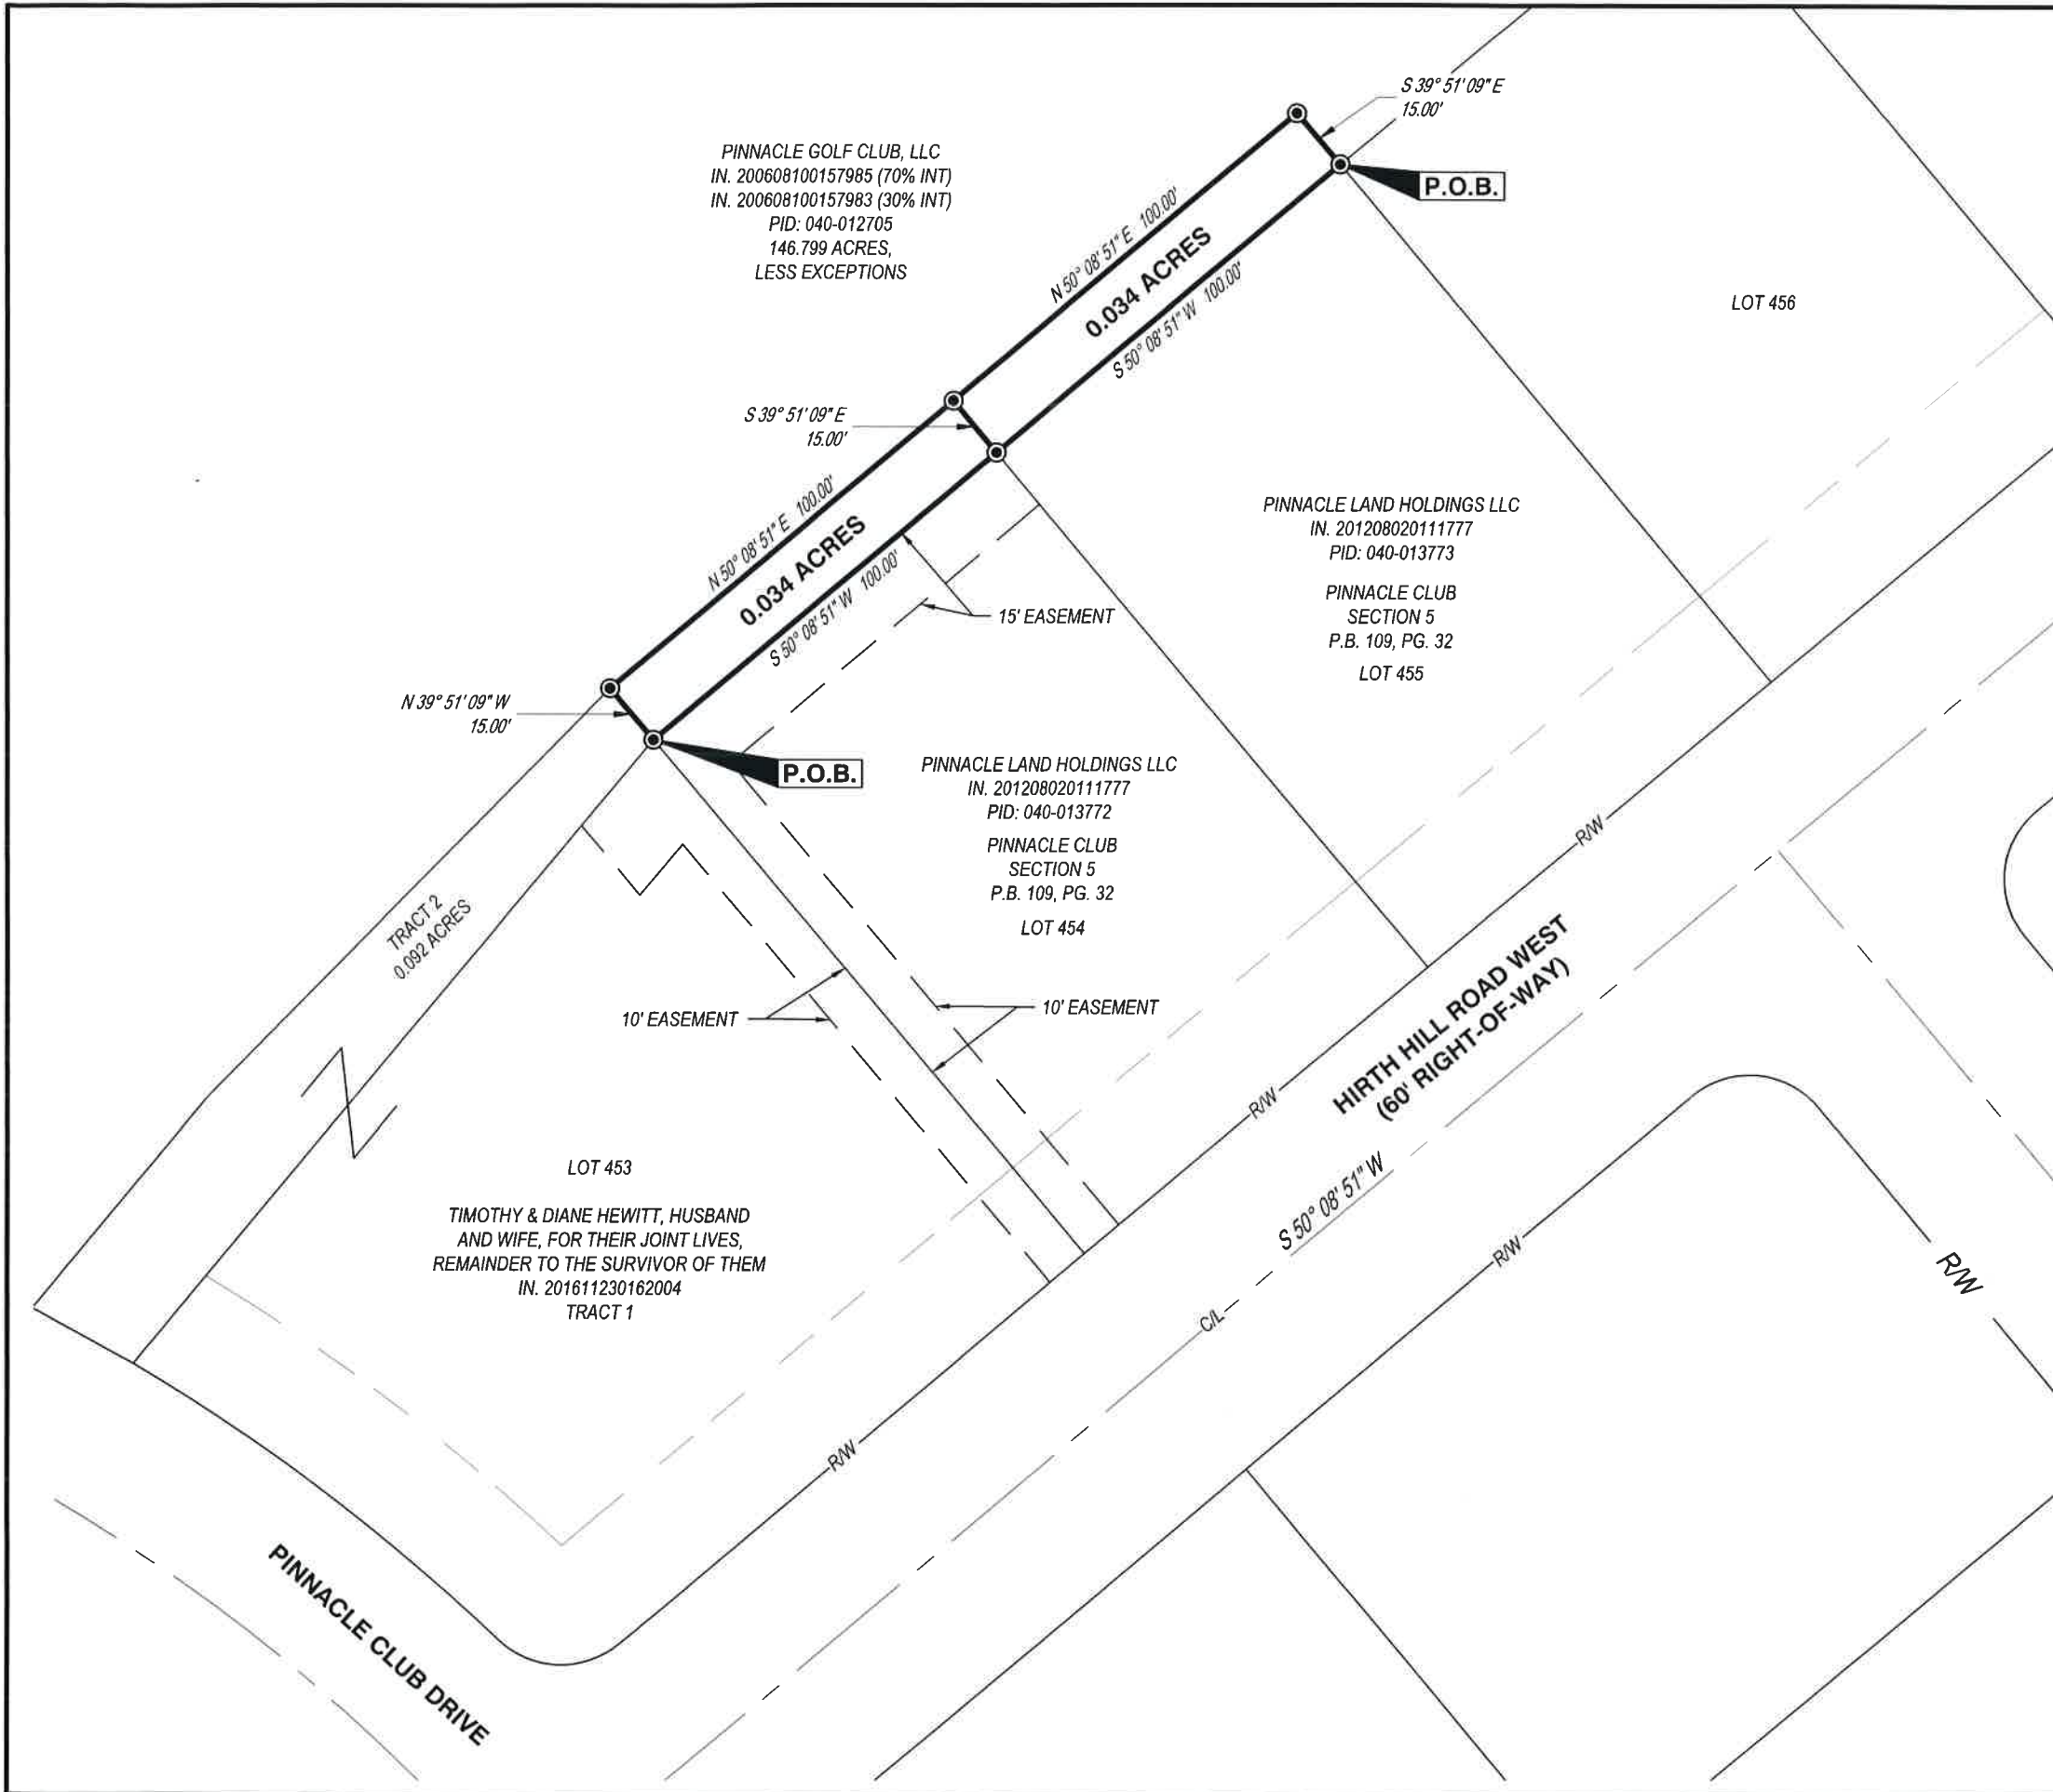 S 39° 51' 09" E
15.00'
PINNACLE GOLF CLUB, LLC
IN. 200608100157985 (70% INT)
IN. 200608100157983 (30% INT)
PID: 040-012705
146.799 ACRES,
LESS EXCEPTIONS
P.O.B.
N 50° 08' 51" E 100.00'
0.034 ACRES
S 50° 08' 51" W 100.00'
LOT 456
S 39° 51' 09" E
15.00'
N 50° 08' 51" E 100.00'
0.034 ACRES
S 50° 08' 51" W 100.00'
PINNACLE LAND HOLDINGS LLC
IN. 201208020111777
PID: 040-013773
PINNACLE CLUB
SECTION 5
P.B. 109, PG. 32
LOT 455
15' EASEMENT
N 39° 51' 09" W
15.00'
P.O.B.
PINNACLE LAND HOLDINGS LLC
IN. 201208020111777
PID: 040-013772
PINNACLE CLUB
SECTION 5
P.B. 109, PG. 32
LOT 454
R/W
TRACT 2
0.092 ACRES
10' EASEMENT
10' EASEMENT
HIRTH HILL ROAD WEST
(60' RIGHT-OF-WAY)
R/W
S 50° 08' 51" W
LOT 453
TIMOTHY & DIANE HEWITT, HUSBAND
AND WIFE, FOR THEIR JOINT LIVES,
REMAINDER TO THE SURVIVOR OF THEM
IN. 201611230162004
TRACT 1
R/W
R/W
C/L
R/W
PINNACLE CLUB DRIVE